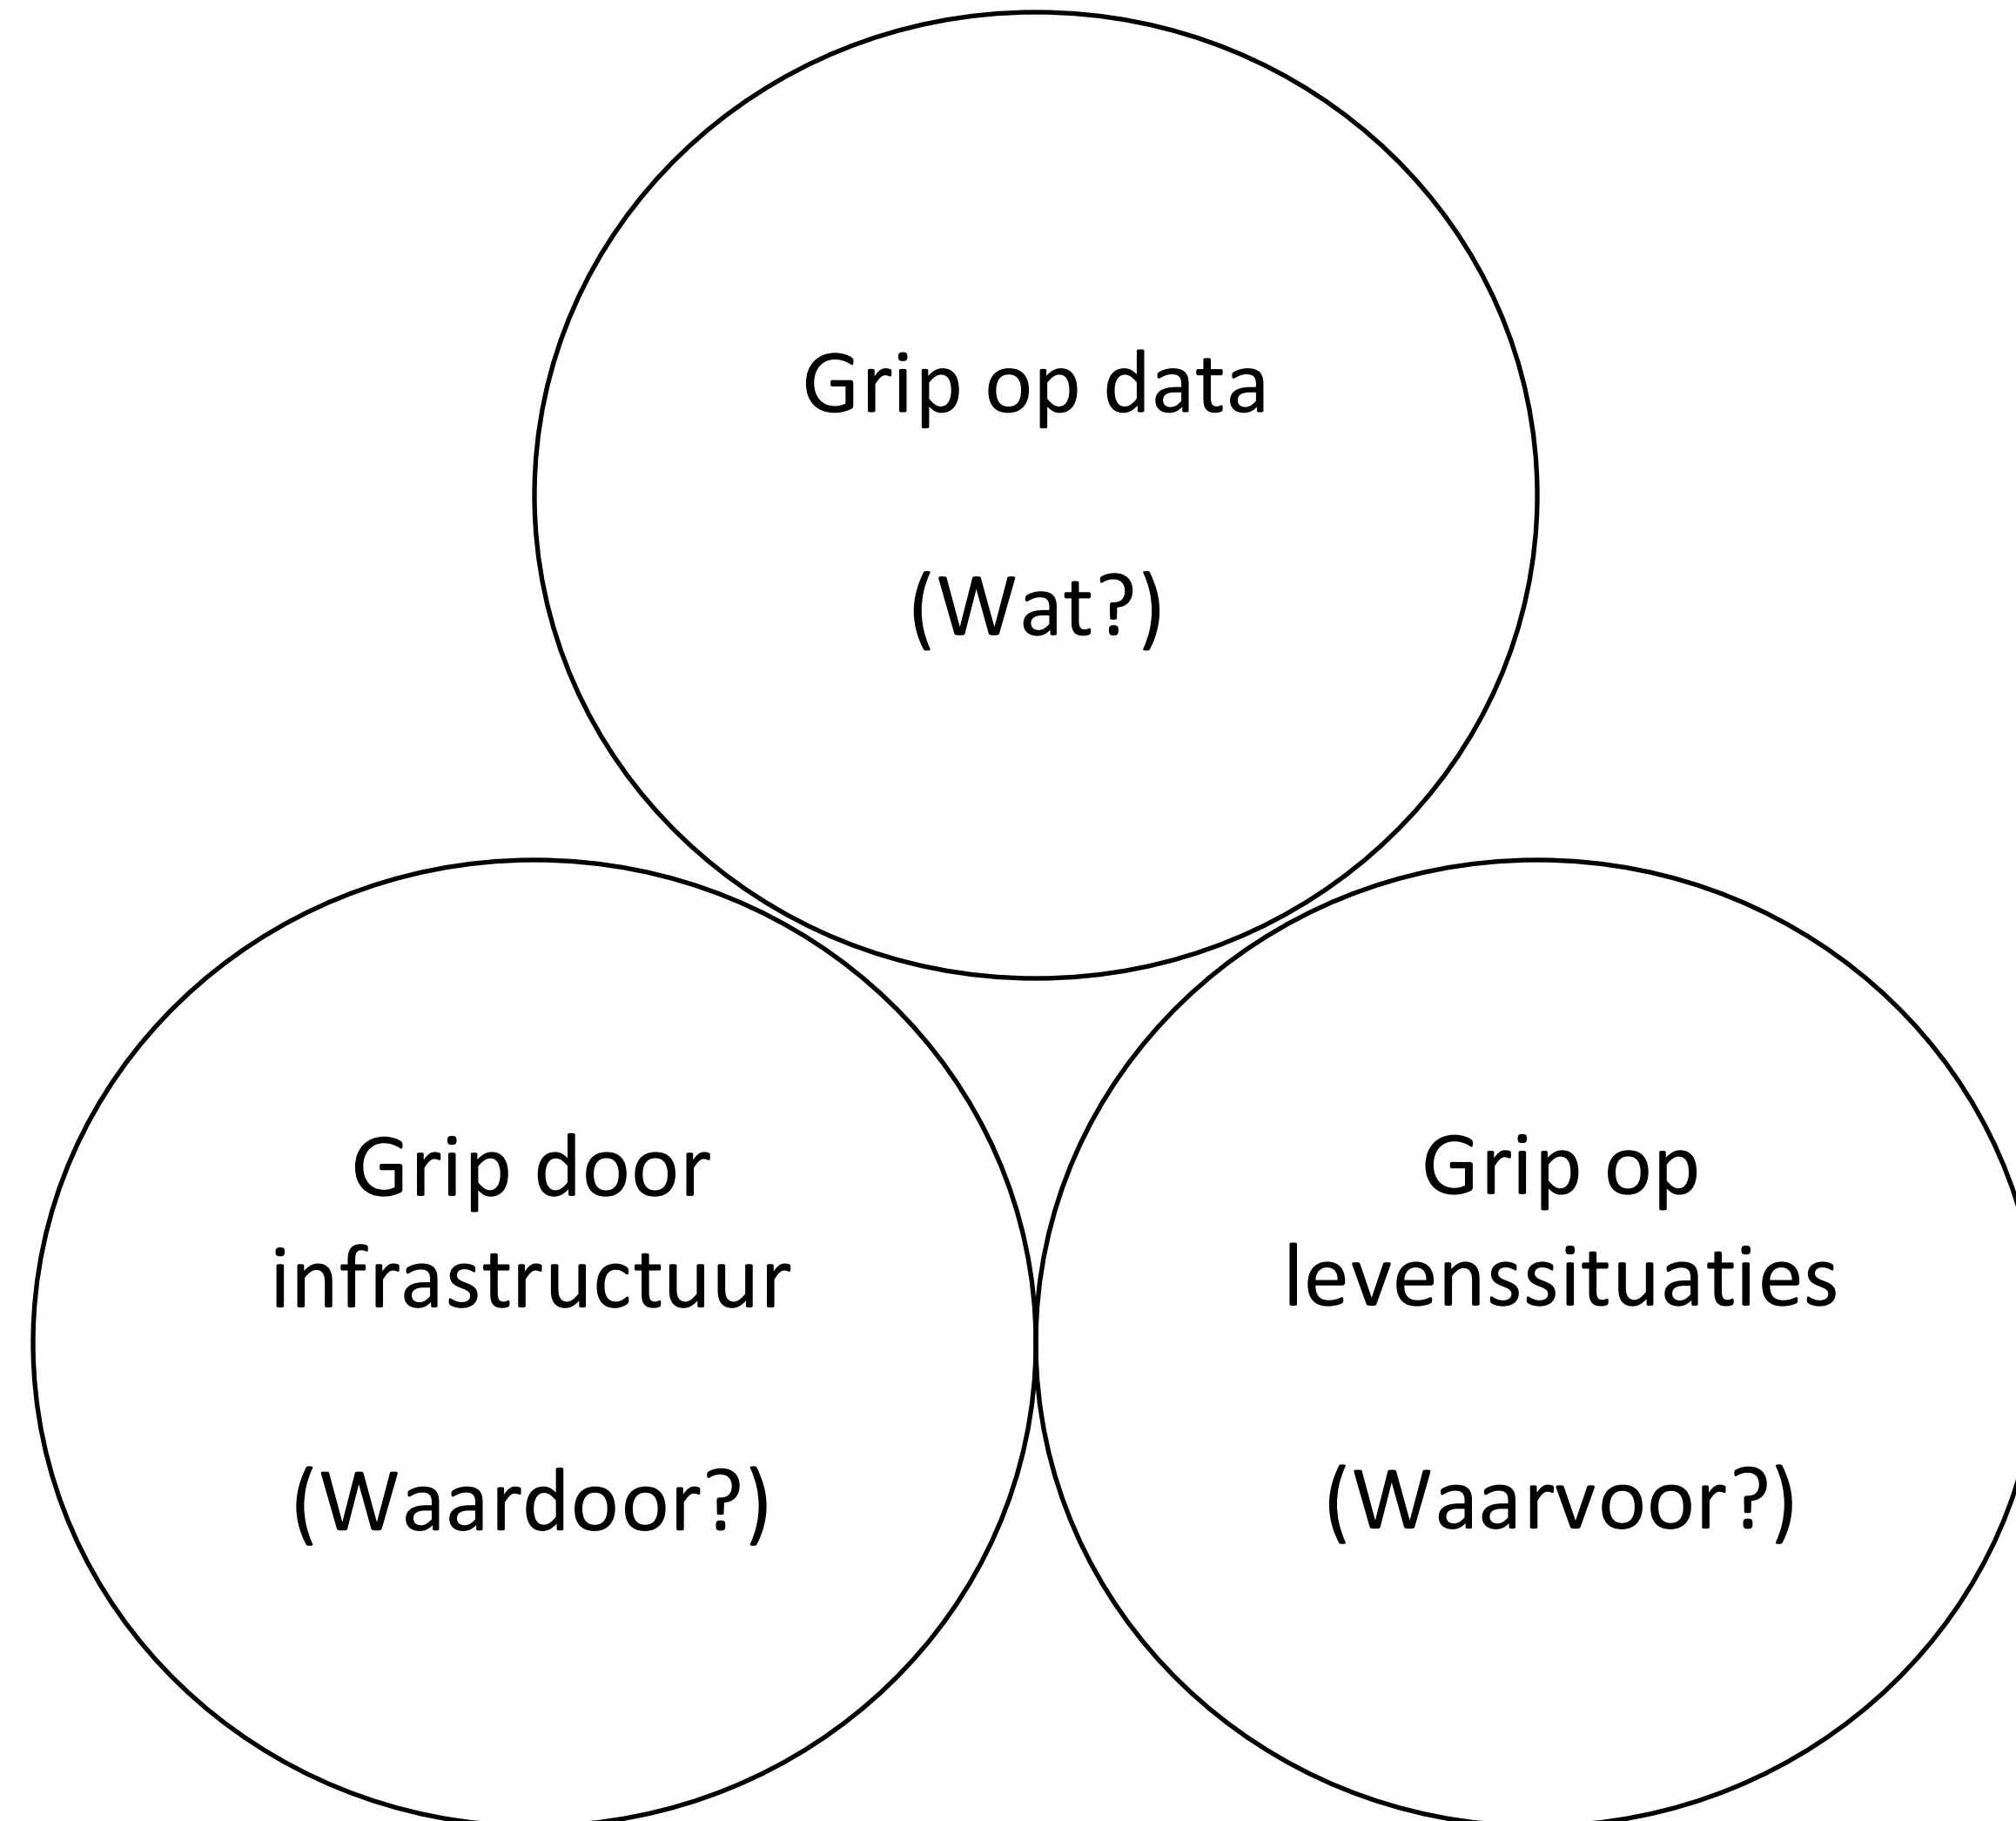 Grip op data
(Wat?)
Grip door
infrastructuur
(Waardoor?)
Grip op
levenssituaties
(Waarvoor?)